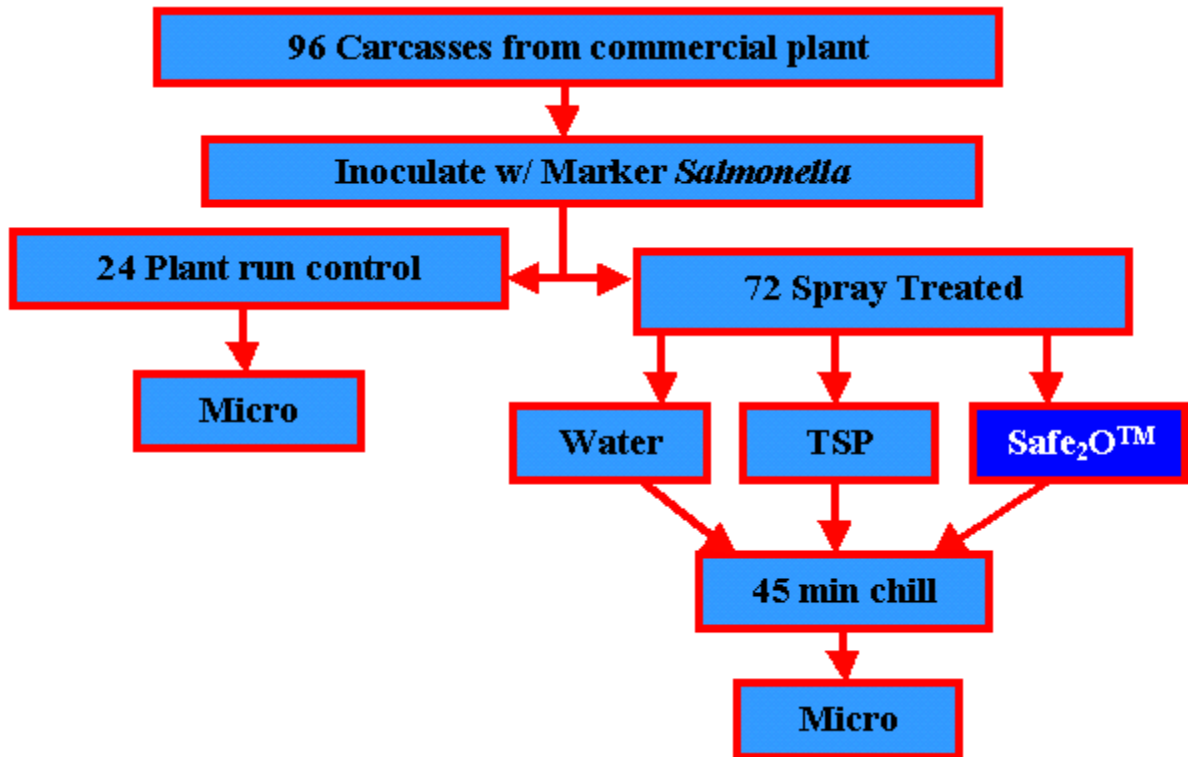 96 Carcasses from commercial plant
Inoculate w/ Marker Salmonella
24 Plant run control
72 Spray Treated
Micro
Water
TSP
Safe₂O™
45 min chill
Micro